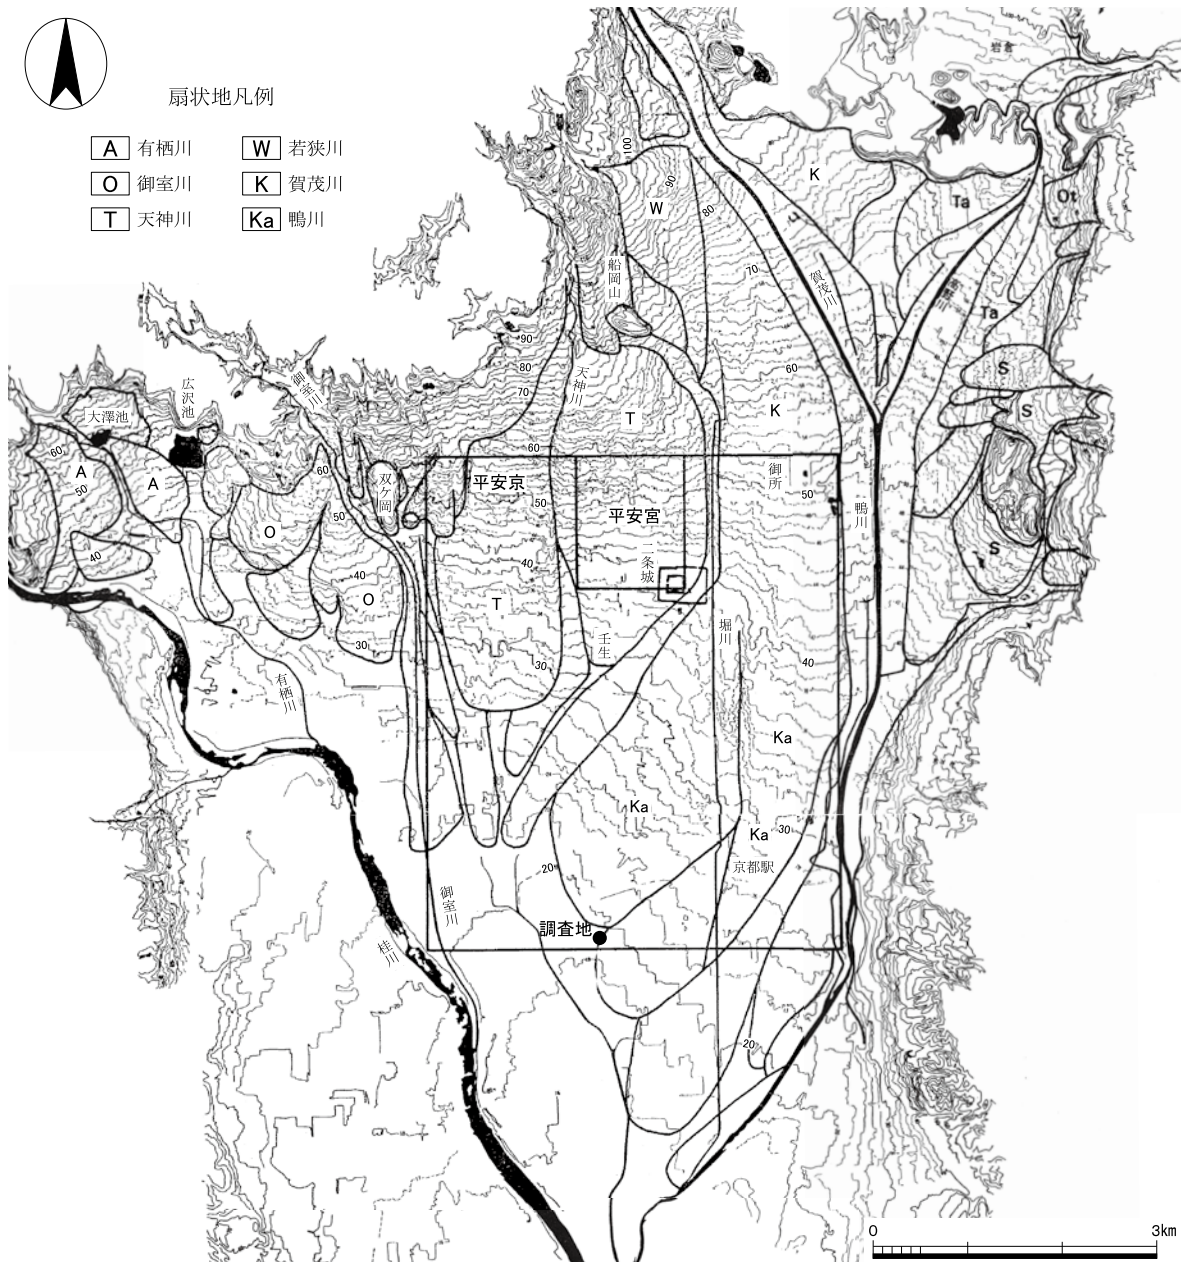 扇状地凡例
A 有栖川
W 若狭川
O 御室川
K 賀茂川
T 天神川
Ka 鴨川
岩倉
100
90
80
W
K
Ta
Ot
70
船岡山
賀茂川
Ta
60
S
S
S
K
90
80
70
60
天神川
T
御室川
広沢池
大澤池
60
A
50
A
40
O
60
50
双ケ岡
平安京
50
平安宮
御所
50
鴨川
40
条城
40
O
T
30
30
壬生
堀川
40
有栖川
Ka
Ka
Ka
30
京都駅
20
御室川
調査地
桂川
20
0
3km